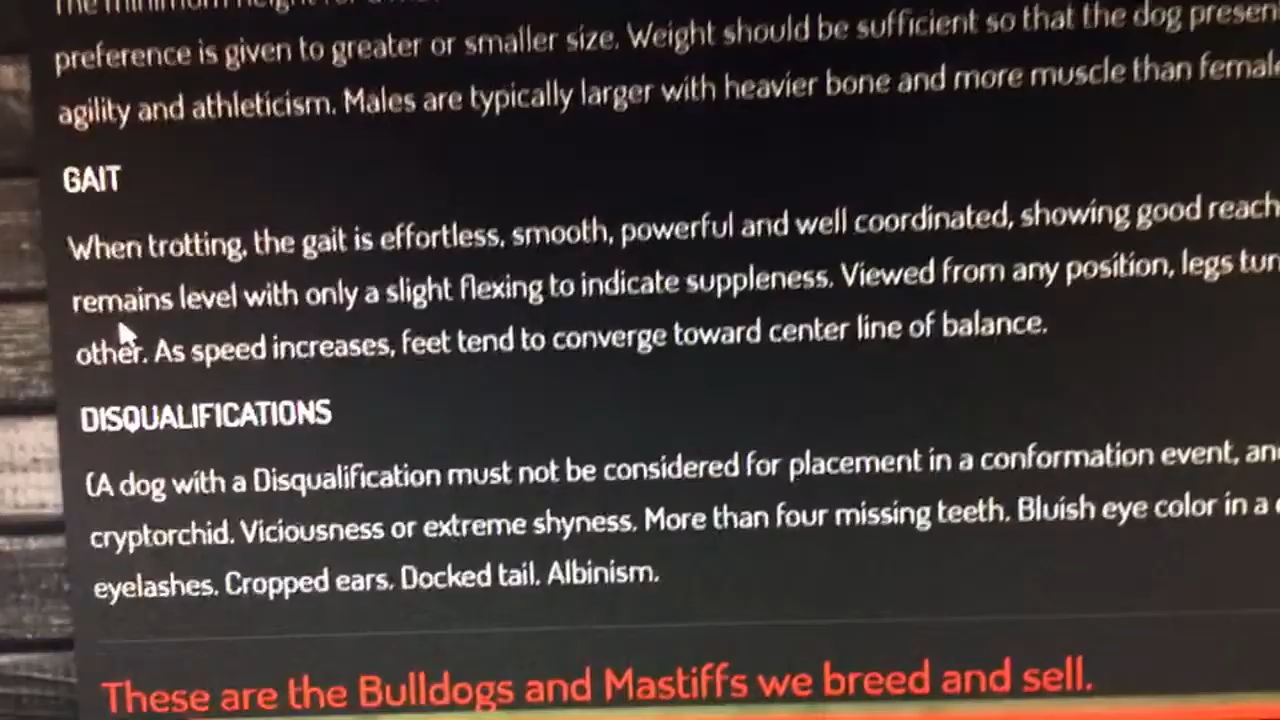 preference is given to greater or smaller size. Weight should be sufficient so that the dog
agility and athleticism. Males are typically larger with heavier bone and more muscle than
GAIT
When trotting, the gait is effortless, smooth, powerful and well coordinated, showing good reach
remains level with only a slight flexing to indicate suppleness. Viewed from any position, legs
other. As speed increases, feet tend to converge toward center line of balance.
DISQUALIFICATIONS
(A dog with a Disqualification must not be considered for placement in a conformation event,
cryptorchid. Viciousness or extreme shyness. More than four missing teeth. Bluish eye color in a
eyelashes. Cropped ears. Docked tail. Albinism.
These are the Bulldogs and Mastiffs we breed and sell.